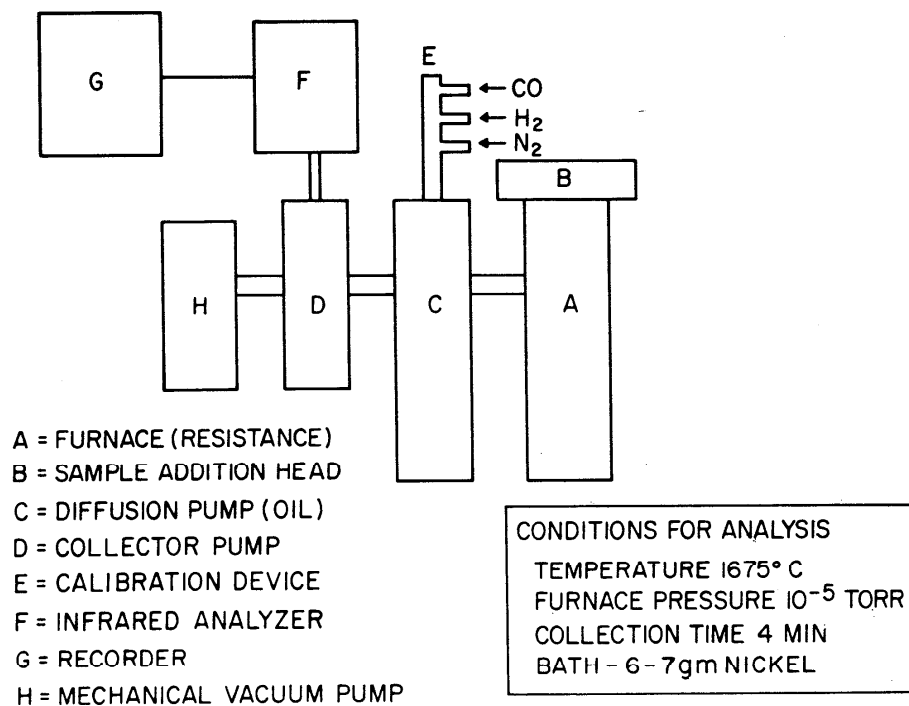 G
F
E
← CO
← H₂
← N₂
B
H
D
C
A
A = FURNACE (RESISTANCE)
B = SAMPLE ADDITION HEAD
C = DIFFUSION PUMP (OIL)
D = COLLECTOR PUMP
E = CALIBRATION DEVICE
F = INFRARED ANALYZER
G = RECORDER
H = MECHANICAL VACUUM PUMP
CONDITIONS FOR ANALYSIS
TEMPERATURE 1675° C
FURNACE PRESSURE 10⁻⁵ TORR
COLLECTION TIME 4 MIN
BATH - 6-7gm NICKEL